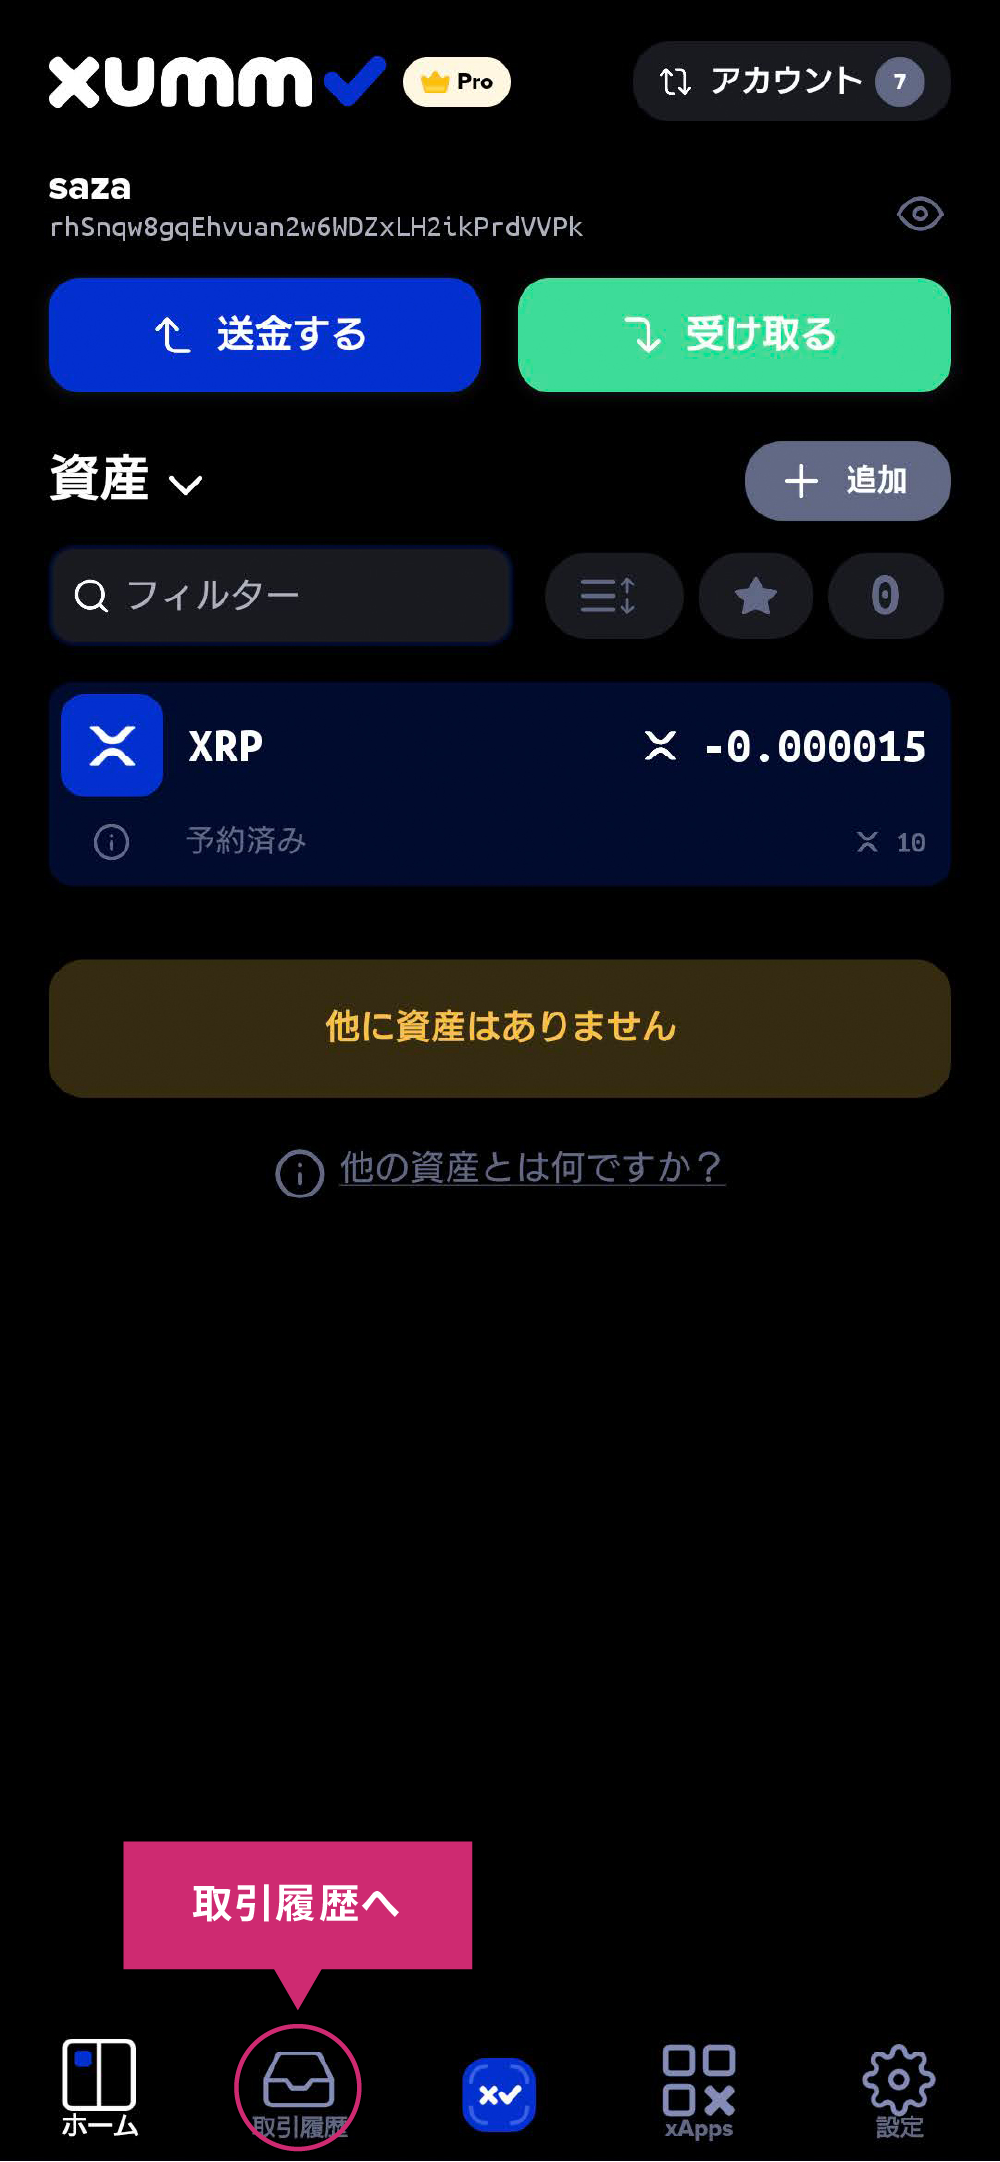 xumm Pro
アカウント 7
saza
rhSnqw8gqEhvuan2w6WDZxLH2ikPrdVVPk
送金する
受け取る
資産
追加
フィルター
0
XRP
-0.000015
予約済み
10
他に資産はありません
他の資産とは何ですか？
取引履歴へ
ホーム
取引履歴
xApps
設定